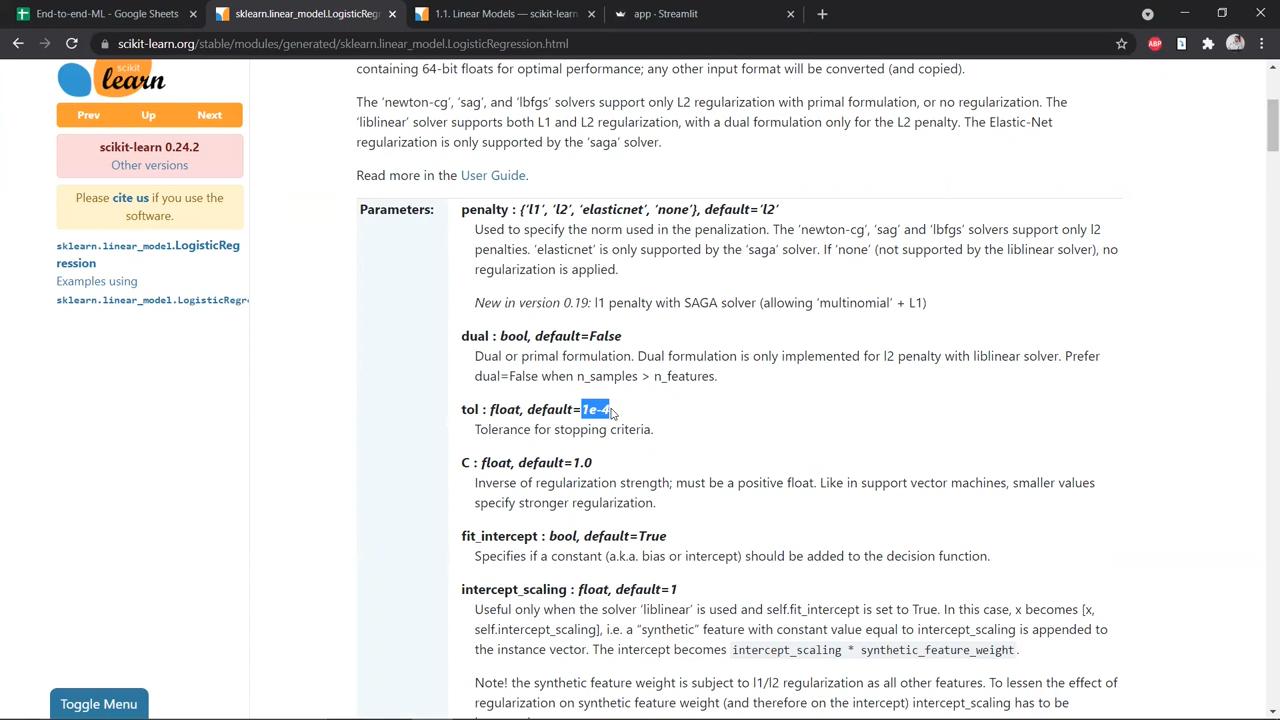 End-to-end-ML - Google Sheets
sklearn.linear_model.LogisticRegr
1.1. Linear Models — scikit-learn
app · Streamlit
scikit-learn.org/stable/modules/generated/sklearn.linear_model.LogisticRegression.html
ABP
scikit
learn
Prev Up Next
scikit-learn 0.24.2
Other versions
Please cite us if you use the
software.
sklearn.linear_model.LogisticReg
ression
Examples using
sklearn.linear_model.LogisticRegre
containing 64-bit floats for optimal performance; any other input format will be converted (and copied).
The ‘newton-cg’, ‘sag’, and ‘lbfgs’ solvers support only L2 regularization with primal formulation, or no regularization. The
‘liblinear’ solver supports both L1 and L2 regularization, with a dual formulation only for the L2 penalty. The Elastic-Net
regularization is only supported by the ‘saga’ solver.
Read more in the User Guide.
Parameters:
penalty : {‘l1’, ‘l2’, ‘elasticnet’, ‘none’}, default=’l2’
Used to specify the norm used in the penalization. The ‘newton-cg’, ‘sag’ and ‘lbfgs’ solvers support only l2
penalties. ‘elasticnet’ is only supported by the ‘saga’ solver. If ‘none’ (not supported by the liblinear solver), no
regularization is applied.
New in version 0.19: l1 penalty with SAGA solver (allowing ‘multinomial’ + L1)
dual : bool, default=False
Dual or primal formulation. Dual formulation is only implemented for l2 penalty with liblinear solver. Prefer
dual=False when n_samples > n_features.
tol : float, default=1e-4
Tolerance for stopping criteria.
C : float, default=1.0
Inverse of regularization strength; must be a positive float. Like in support vector machines, smaller values
specify stronger regularization.
fit_intercept : bool, default=True
Specifies if a constant (a.k.a. bias or intercept) should be added to the decision function.
intercept_scaling : float, default=1
Useful only when the solver ‘liblinear’ is used and self.fit_intercept is set to True. In this case, x becomes [x,
self.intercept_scaling], i.e. a “synthetic” feature with constant value equal to intercept_scaling is appended to
the instance vector. The intercept becomes intercept_scaling * synthetic_feature_weight.
Note! the synthetic feature weight is subject to l1/l2 regularization as all other features. To lessen the effect of
regularization on synthetic feature weight (and therefore on the intercept) intercept_scaling has to be
Toggle Menu